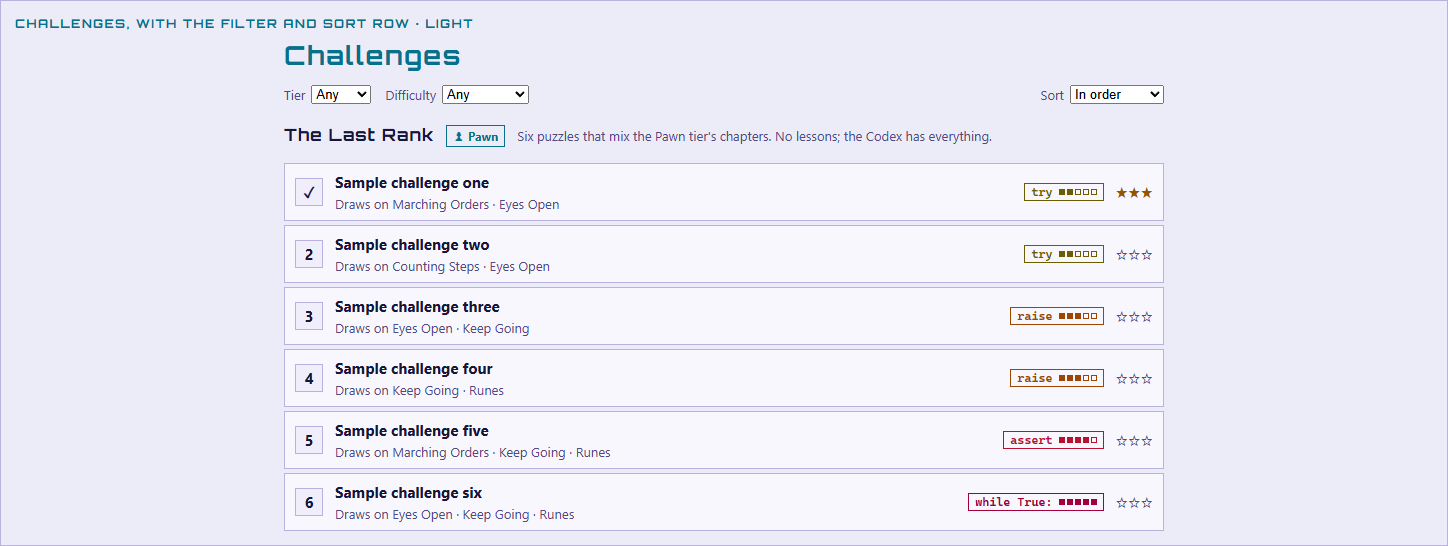 CHALLENGES, WITH THE FILTER AND SORT ROW · LIGHT
Challenges
Tier Any Difficulty Any Sort In order
The Last Rank Pawn Six puzzles that mix the Pawn tier's chapters. No lessons; the Codex has everything.
✓ Sample challenge one try ★★★
Draws on Marching Orders · Eyes Open
2 Sample challenge two try ☆☆☆
Draws on Counting Steps · Eyes Open
3 Sample challenge three raise ☆☆☆
Draws on Eyes Open · Keep Going
4 Sample challenge four raise ☆☆☆
Draws on Keep Going · Runes
5 Sample challenge five assert ☆☆☆
Draws on Marching Orders · Keep Going · Runes
6 Sample challenge six while True: ☆☆☆
Draws on Eyes Open · Keep Going · Runes